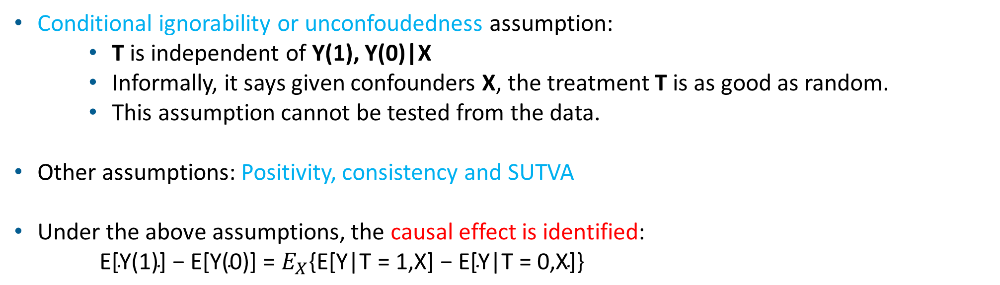 • Conditional ignorability or unconfoudedness assumption:
• T is independent of Y(1), Y(0)|X
• Informally, it says given confounders X, the treatment T is as good as random.
• This assumption cannot be tested from the data.
• Other assumptions: Positivity, consistency and SUTVA
• Under the above assumptions, the causal effect is identified:
E[Y(1)] − E[Y(0)] = E_X{E[Y|T = 1,X] − E[Y|T = 0,X]}